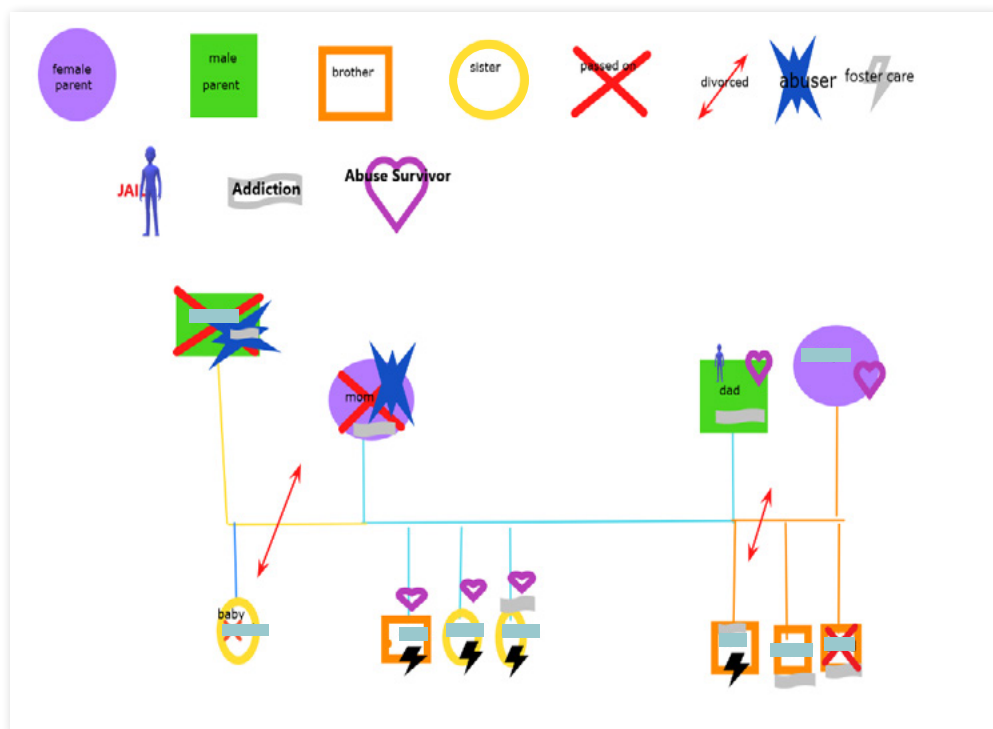 female
parent
male
parent
brother
sister
passed on
divorced
abuser
foster care
JAIL
Addiction
Abuse Survivor
mom
dad
baby